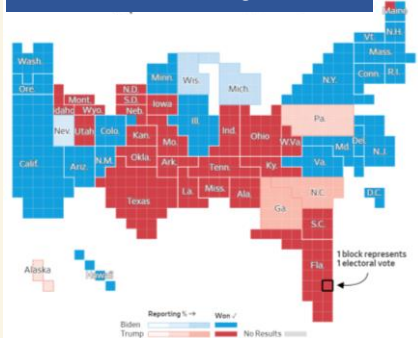 Maine
Vt. N.H.
Wash. Minn. Wis. Mich. N.Y. Mass.
Ore. Conn. R.I.
Mont. N.D.
Idaho Wyo. S.D. Iowa Pa.
Neb. Ill. Ind. Ohio Del.
Nev. Utah Colo. Kan. Mo. W.Va. Md. N.J.
Calif. Ariz. N.M. Okla. Ark. Tenn. Ky. Va.
D.C.
Texas La. Miss. Ala. Ga. N.C.
S.C.
Fla.
1 block represents
1 electoral vote
Alaska Hawaii
Reporting % → Won ✓
Biden
Trump No Results